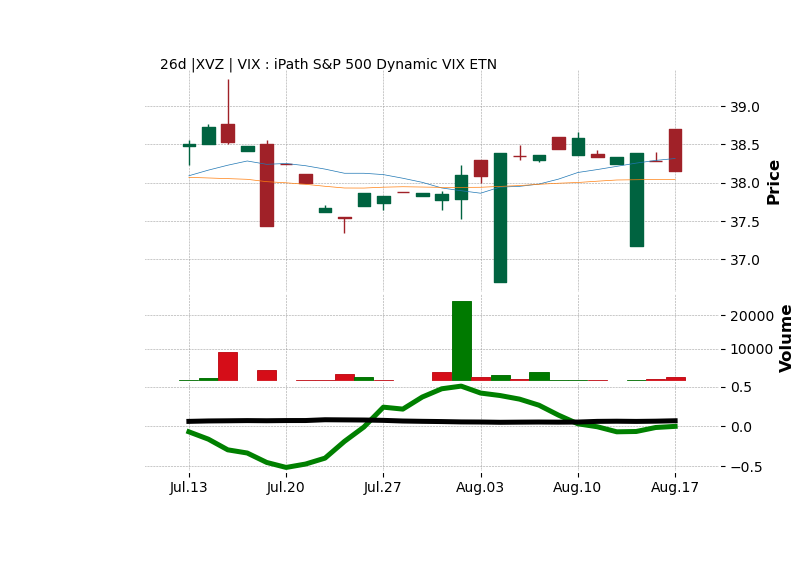 26d |XVZ | VIX : iPath S&P 500 Dynamic VIX ETN
39.0
38.5
38.0
37.5
37.0
Price
20000
10000
Volume
0.5
0.0
−0.5
Jul.13 Jul.20 Jul.27 Aug.03 Aug.10 Aug.17